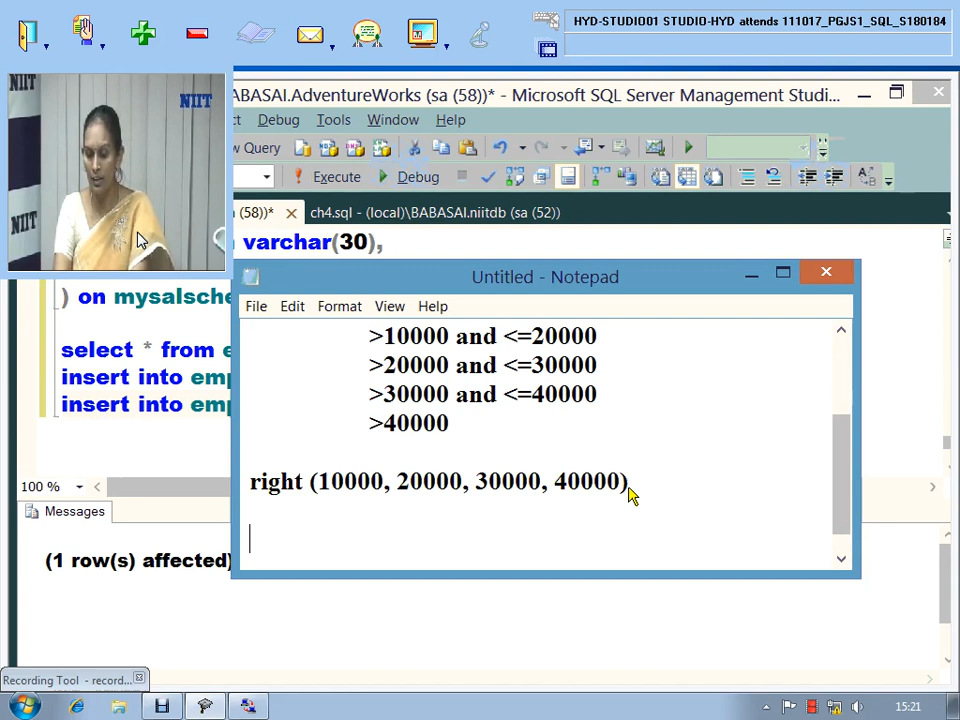 HYD-STUDIO01 STUDIO-HYD attends 111017_PGJS1_SQL_S180184
NIIT
NIIT
NIIT
BABASAI.AdventureWorks (sa (58))* - Microsoft SQL Server Management Studi...
Debug Tools Window Help
Query
Execute Debug
(58))* ch4.sql - (local)\BABASAI.niitdb (sa (52))
varchar(30),
) on mysalsche
select * from e
insert into emp
insert into emp
Untitled - Notepad
File Edit Format View Help
>10000 and <=20000
>20000 and <=30000
>30000 and <=40000
>40000
right (10000, 20000, 30000, 40000)
100 %
Messages
(1 row(s) affected)
Recording Tool - record...
15:21